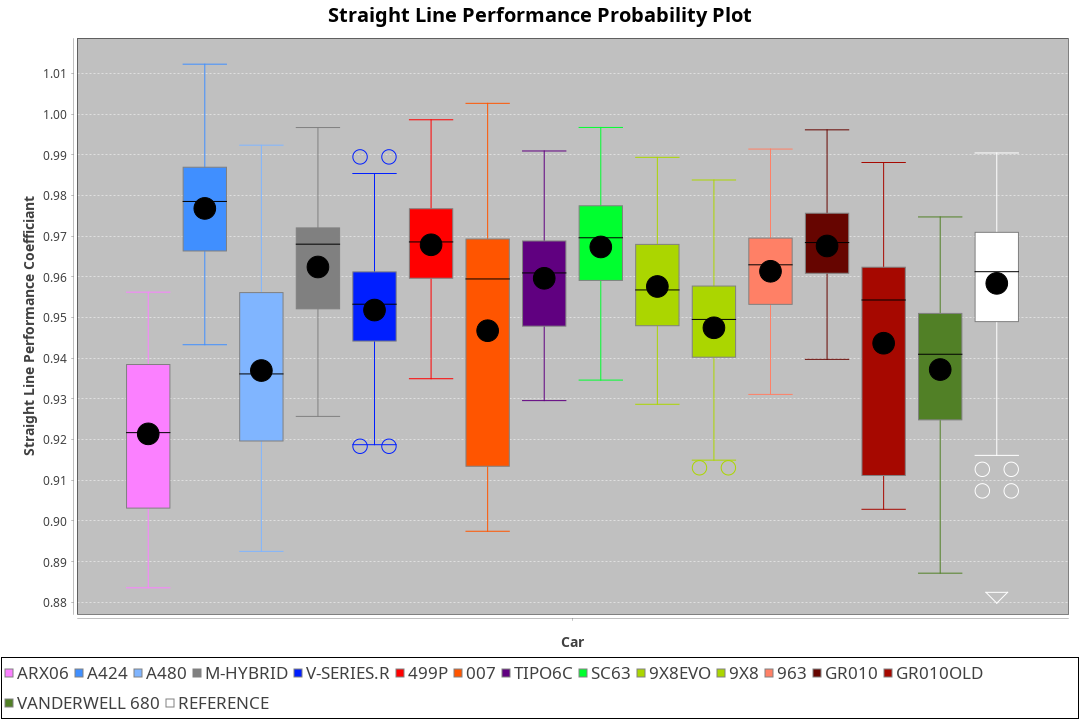 Straight Line Performance Probability Plot
Straight Line Performance Coefficiant
1.01
1.00
0.99
0.98
0.97
0.96
0.95
0.94
0.93
0.92
0.91
0.90
0.89
0.88
Car
ARX06 A424 A480 M-HYBRID V-SERIES.R 499P 007 TIPO6C SC63 9X8EVO 9X8 963 GR010 GR010OLD
VANDERWELL 680 REFERENCE